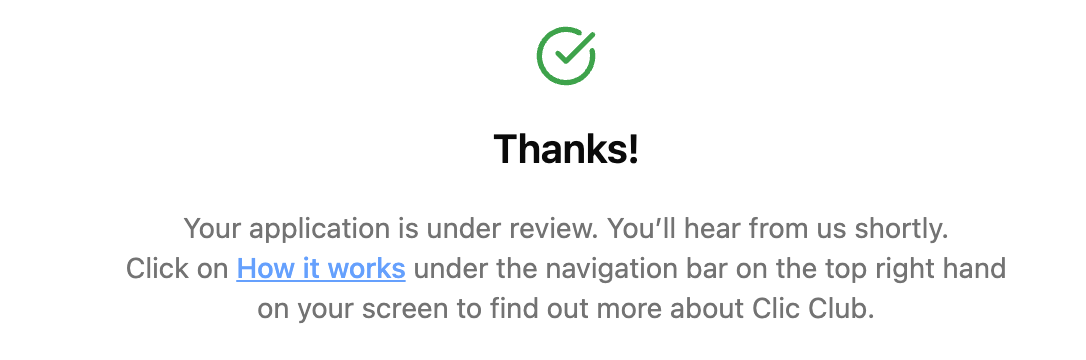 Thanks!
Your application is under review. You’ll hear from us shortly.
Click on How it works under the navigation bar on the top right hand
on your screen to find out more about Clic Club.